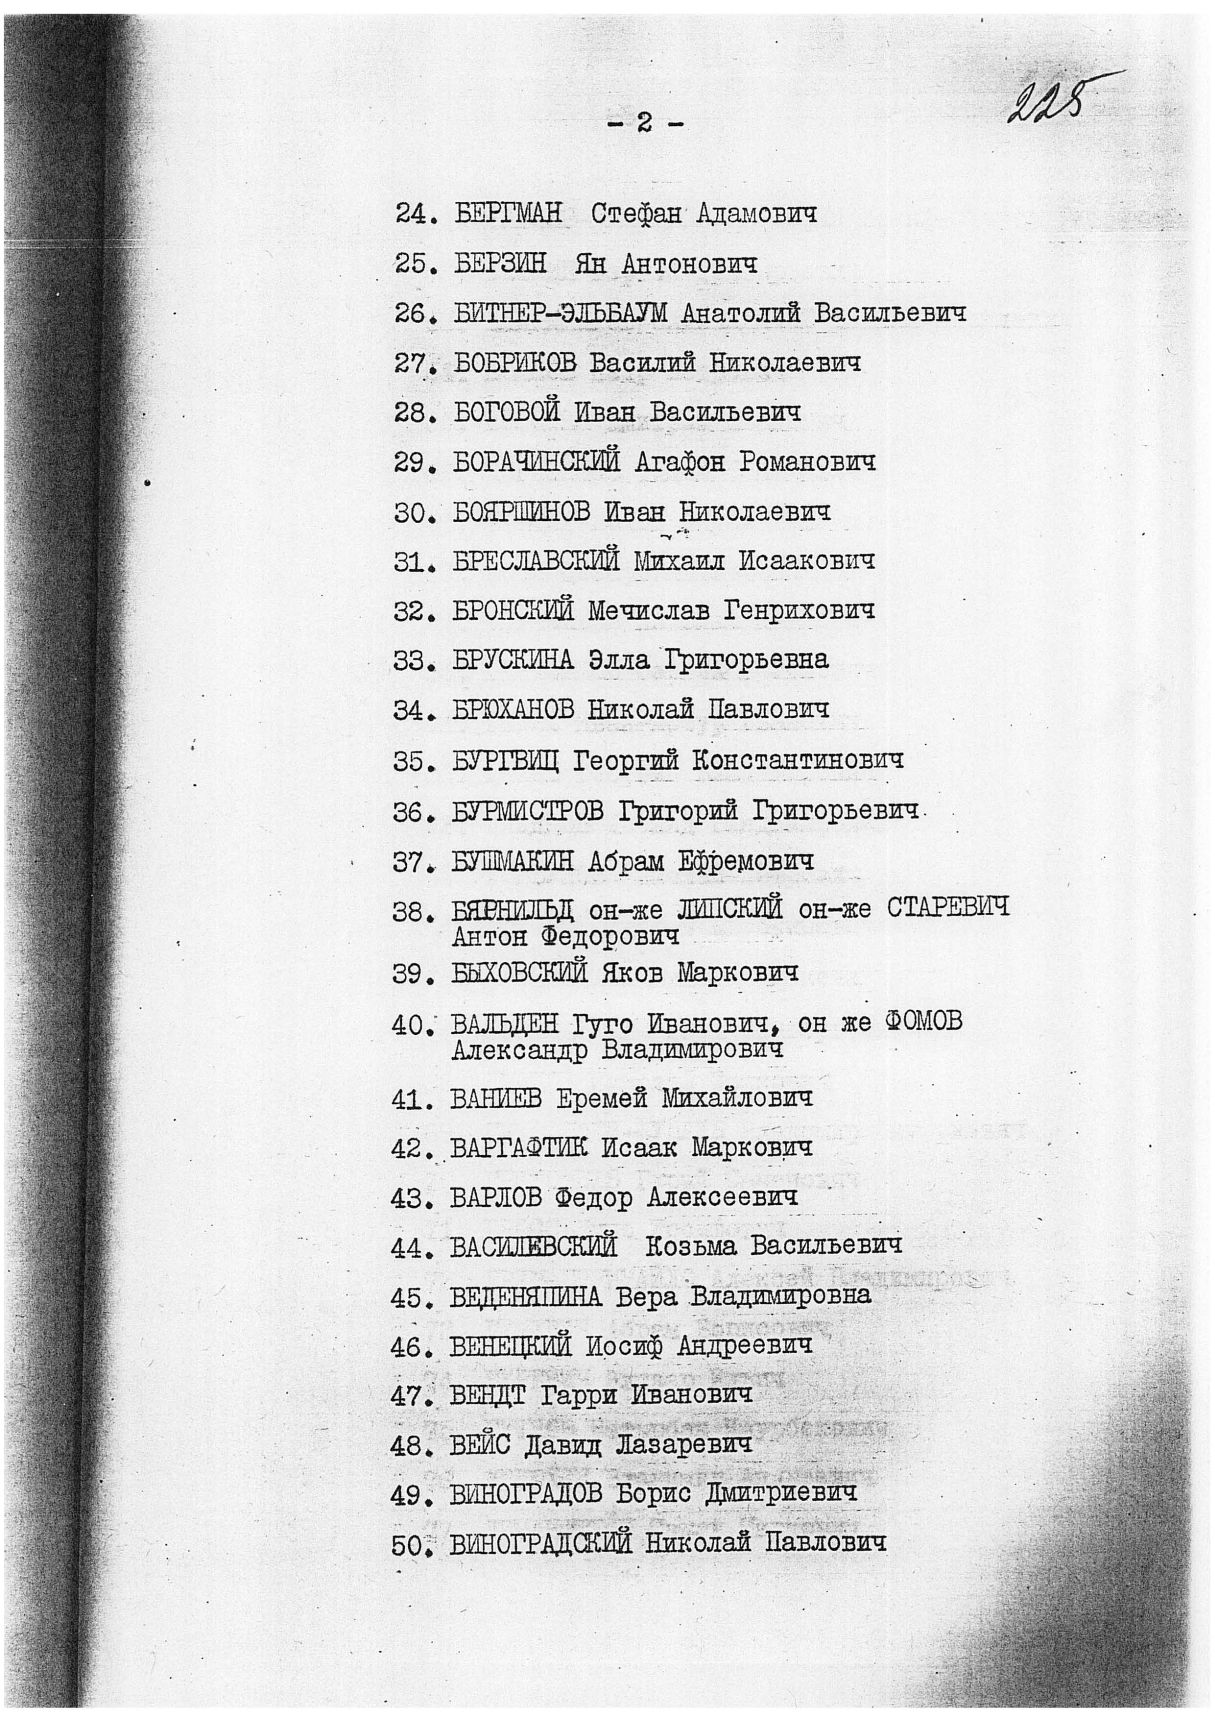 225
- 2 -
24. БЕРГМАН Стефан Адамович
25. БЕРЗИН Ян Антонович
26. БИТНЕР-ЭЛЬБАУМ Анатолий Васильевич
27. БОБРИКОВ Василий Николаевич
28. БОГОВОЙ Иван Васильевич
29. БОРАЧИНСКИЙ Агафон Романович
30. БОЯРШИНОВ Иван Николаевич
31. БРЕСЛАВСКИЙ Михаил Исаакович
32. БРОНСКИЙ Мечислав Генрихович
33. БРУСКИНА Элла Григорьевна
34. БРЮХАНОВ Николай Павлович
35. БУРГВИЦ Георгий Константинович
36. БУРМИСТРОВ Григорий Григорьевич
37. БУШМАКИН Абрам Ефремович
38. БЯРНИЛЬД он-же ЛИПСКИЙ он-же СТАРЕВИЧ
Антон Федорович
39. БЫХОВСКИЙ Яков Маркович
40. ВАЛЬДЕН Гуго Иванович, он же ФОМОВ
Александр Владимирович
41. ВАНИЕВ Еремей Михайлович
42. ВАРГАФТИК Исаак Маркович
43. ВАРЛОВ Федор Алексеевич
44. ВАСИЛЕВСКИЙ Козьма Васильевич
45. ВЕДЕНЯПИНА Вера Владимировна
46. ВЕНЕЦКИЙ Иосиф Андреевич
47. ВЕНДТ Гарри Иванович
48. ВЕЙС Давид Лазаревич
49. ВИНОГРАДОВ Борис Дмитриевич
50. ВИНОГРАДСКИЙ Николай Павлович